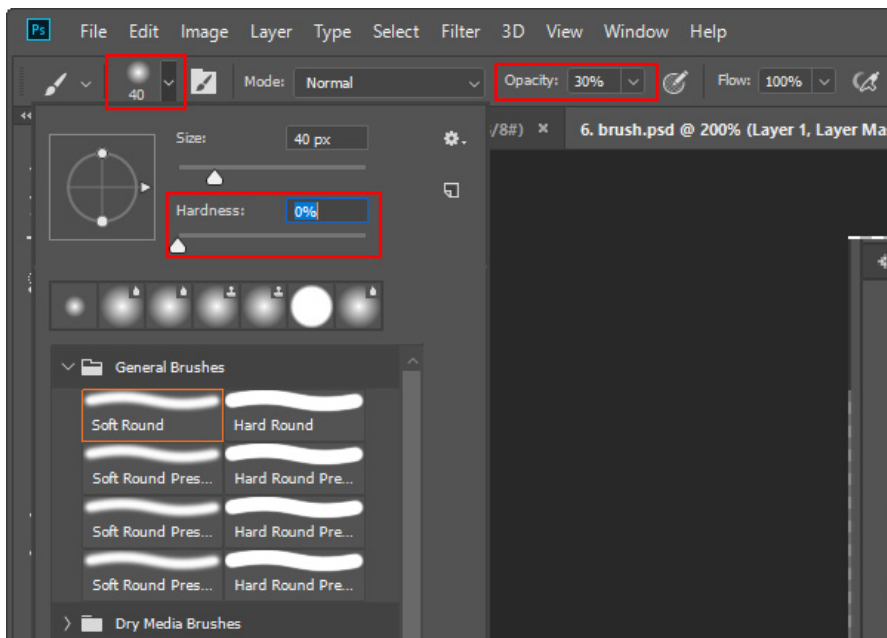 Ps File Edit Image Layer Type Select Filter 3D View Window Help
40 Mode: Normal Opacity: 30% Flow: 100%
/8#) × 6. brush.psd @ 200% (Layer 1, Layer Ma
Size: 40 px
Hardness: 0%
General Brushes
Soft Round Hard Round
Soft Round Pres... Hard Round Pre...
Soft Round Pres... Hard Round Pre...
Soft Round Pres... Hard Round Pre...
Dry Media Brushes